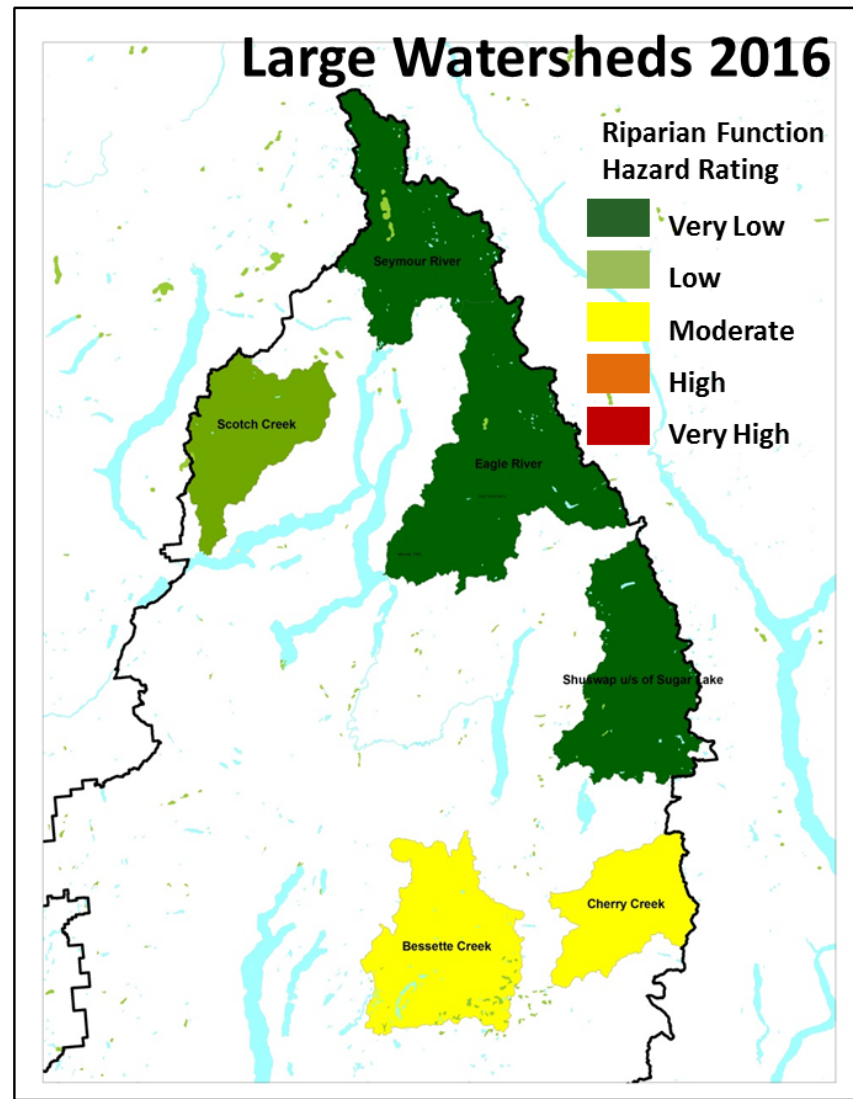 Large Watersheds 2016
Riparian Function
Hazard Rating
Very Low
Low
Moderate
High
Very High
Seymour River
Scotch Creek
Eagle River
Shuswap u/s of Sugar Lake
Cherry Creek
Bessette Creek